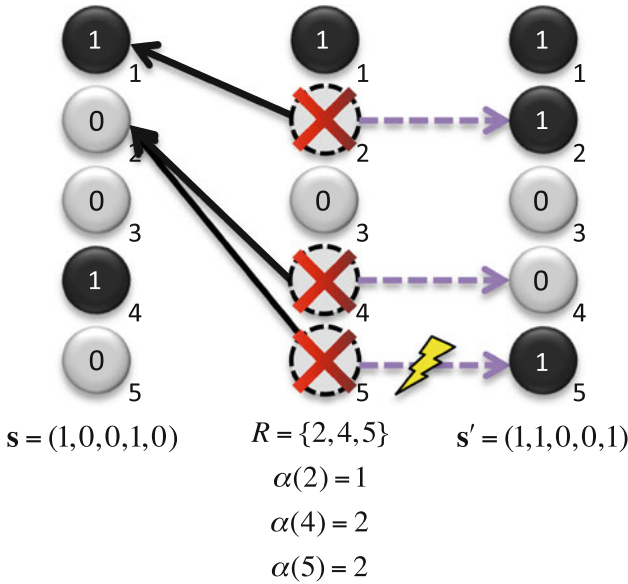 1 1 1
1 1 1
0 1
2 2 2
0 0 0
3 3 3
1 0
4 4 4
0 1
5 5 5
s = (1,0,0,1,0) R = {2,4,5} s′ = (1,1,0,0,1)
α(2) = 1
α(4) = 2
α(5) = 2